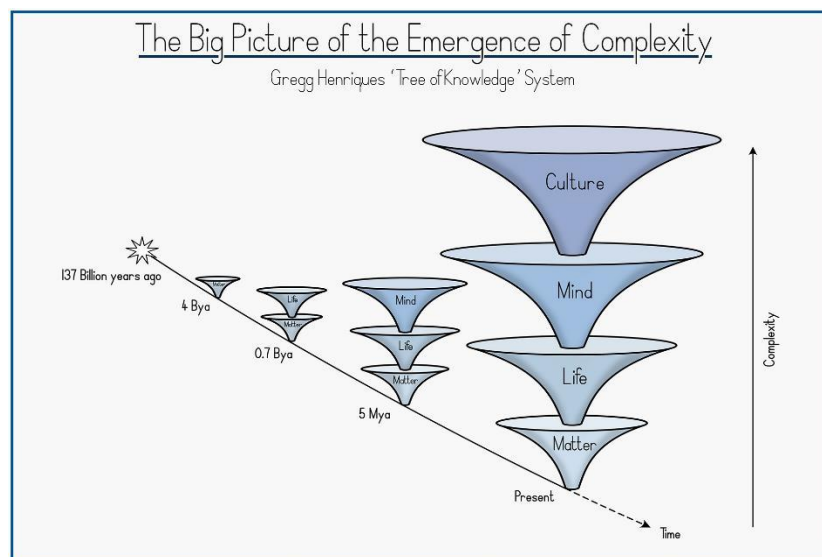 The Big Picture of the Emergence of Complexity
Gregg Henriques 'Tree of Knowledge' System
137 Billion years ago
4 Bya
0.7 Bya
5 Mya
Present
Time
Complexity
Matter
Life
Matter
Mind
Life
Matter
Culture
Mind
Life
Matter